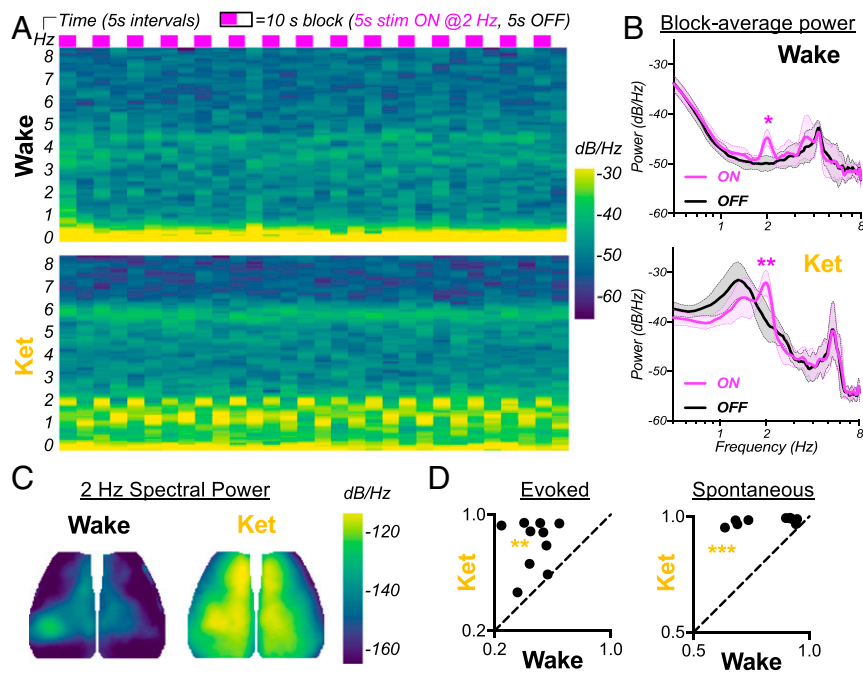 A
Time (5s intervals)
=10 s block (5s stim ON @2 Hz, 5s OFF)
Hz
8
7
6
5
4
3
2
1
0
Wake
8
7
6
5
4
3
2
1
0
Ket
dB/Hz
-30
-40
-50
-60
B
Block-average power
Wake
Power (dB/Hz)
-30
-40
-50
-60
*
ON
OFF
1
2
8
Ket
Power (dB/Hz)
-30
-40
-50
-60
**
ON
OFF
1
2
8
Frequency (Hz)
C
2 Hz Spectral Power
Wake
Ket
dB/Hz
-120
-140
-160
D
Evoked
1.0
Ket
**
0.2
0.2
1.0
Wake
Spontaneous
1.0
Ket
***
0.5
0.5
1.0
Wake